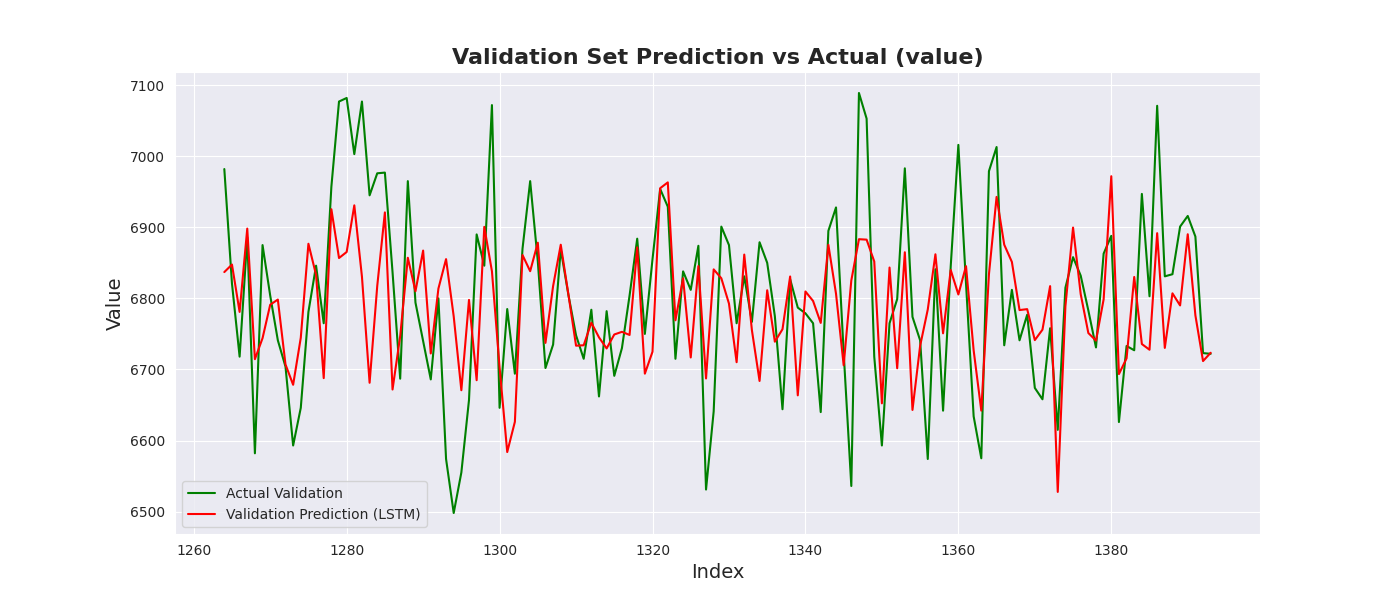 Validation Set Prediction vs Actual (value)
7100
7000
6900
6800
6700
6600
6500
Value
Actual Validation
Validation Prediction (LSTM)
1260 1280 1300 1320 1340 1360 1380
Index